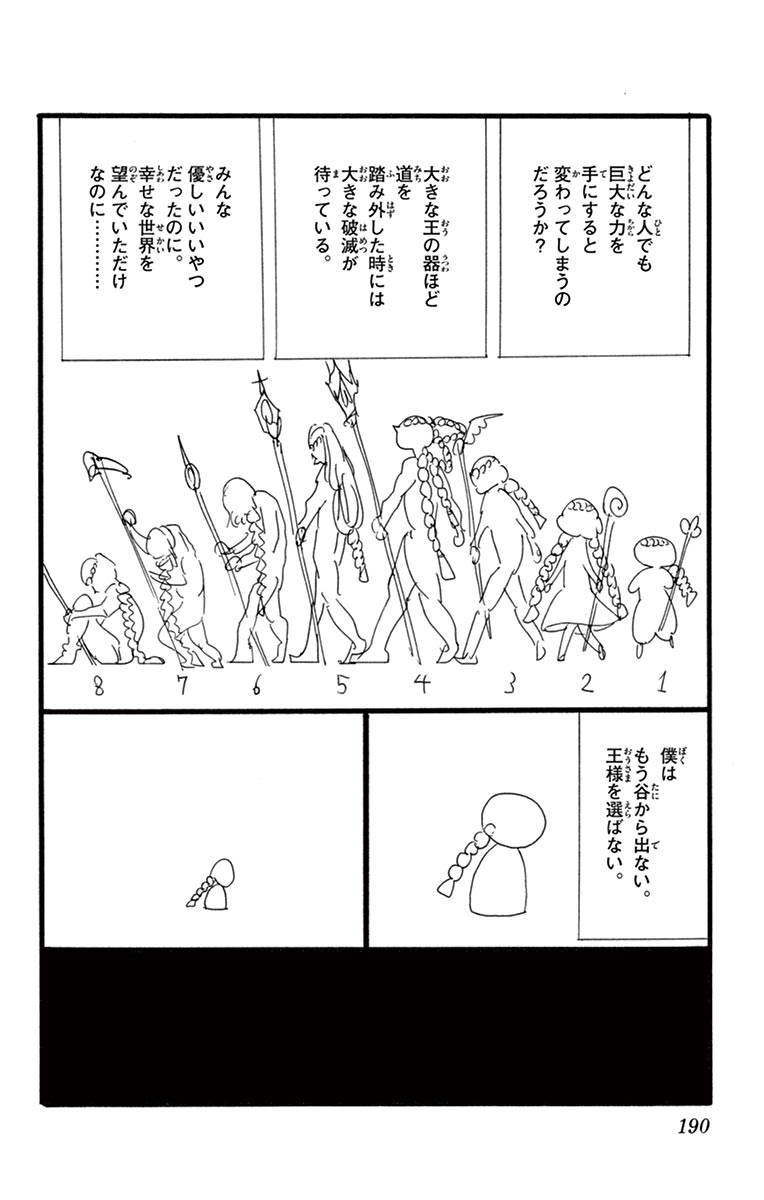 どんな人でも
巨大な力を
手にすると
変わってしまうの
だろうか?
大きな王の器ほど
道を
踏み外した時には
大きな破滅が
待っている。
みんな
優しいいいやつ
だったのに。
幸せな世界を
望んでいただけ
なのに…………
8 7 6 5 4 3 2 1
僕は
もう谷から出ない。
王様を選ばない。
190